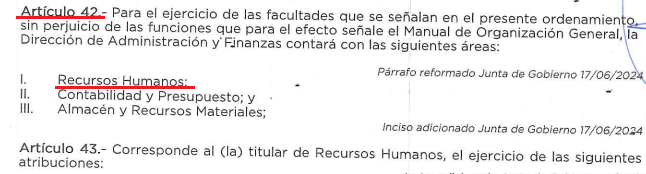 Artículo 42.- Para el ejercicio de las facultades que se señalan en el presente ordenamiento,
sin perjuicio de las funciones que para el efecto señale el Manual de Organización General, la
Dirección de Administración y Finanzas contará con las siguientes áreas:
Párrafo reformado Junta de Gobierno 17/06/2024
I. Recursos Humanos;
II. Contabilidad y Presupuesto; y
III. Almacén y Recursos Materiales;
Inciso adicionado Junta de Gobierno 17/06/2024
Artículo 43.- Corresponde al (la) titular de Recursos Humanos, el ejercicio de las siguientes
atribuciones: